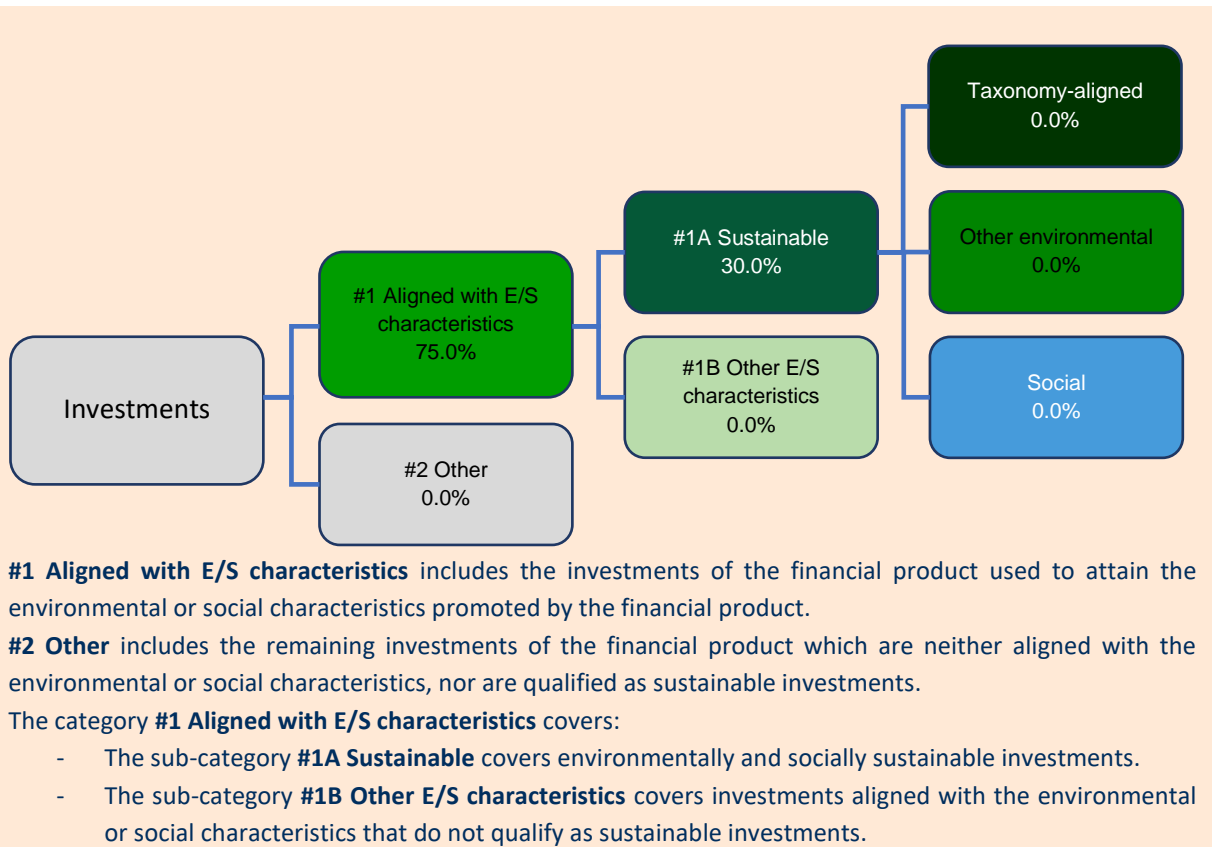 Taxonomy-aligned
0.0%
#1A Sustainable
30.0%
Other environmental
0.0%
#1 Aligned with E/S
characteristics
75.0%
Investments
#1B Other E/S
characteristics
0.0%
Social
0.0%
#2 Other
0.0%
#1 Aligned with E/S characteristics includes the investments of the financial product used to attain the
environmental or social characteristics promoted by the financial product.
#2 Other includes the remaining investments of the financial product which are neither aligned with the
environmental or social characteristics, nor are qualified as sustainable investments.
The category #1 Aligned with E/S characteristics covers:
- The sub-category #1A Sustainable covers environmentally and socially sustainable investments.
- The sub-category #1B Other E/S characteristics covers investments aligned with the environmental
or social characteristics that do not qualify as sustainable investments.